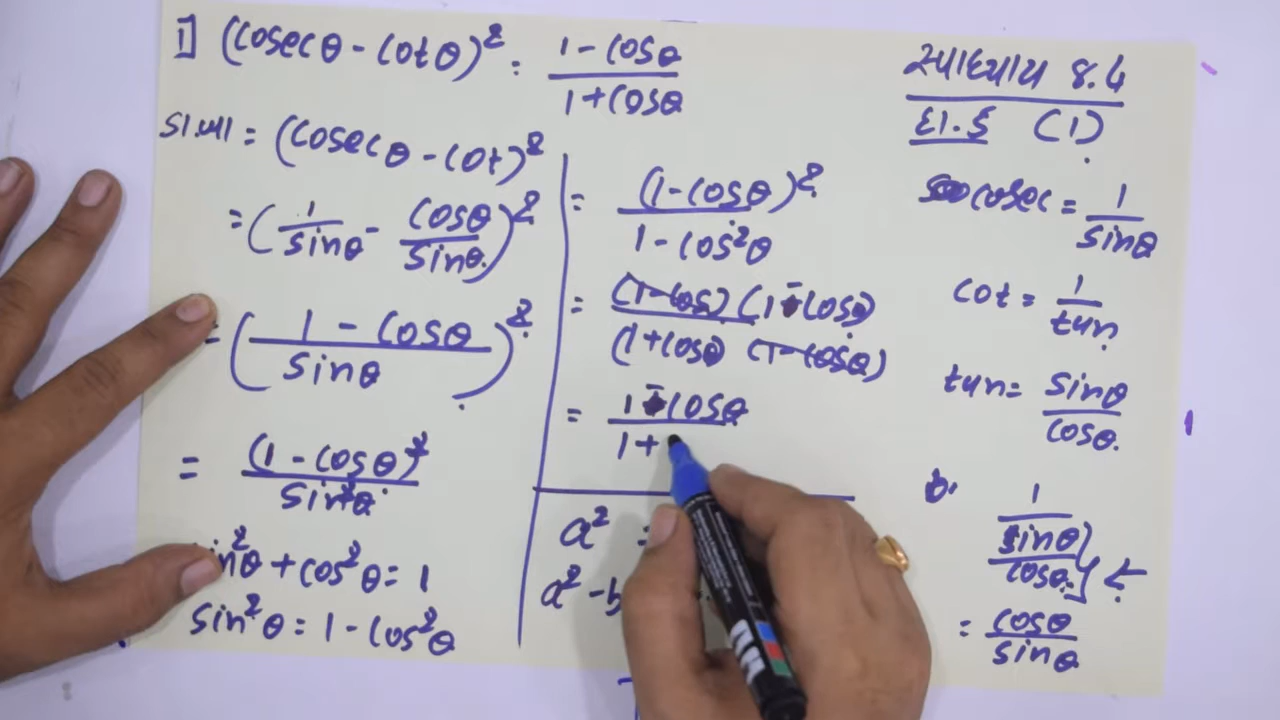 1] (cosecθ - cotθ)² = (1 - cosθ)/(1 + cosθ)
ડા.બા = (cosecθ - cot)²
= (1/sinθ - cosθ/sinθ)²
= ((1 - cosθ)/sinθ)²
= (1 - cosθ)²/sin²θ
sin²θ + cos²θ = 1
sin²θ = 1 - cos²θ
= (1 - cosθ)²/(1 - cos²θ)
= (1 - cos)(1 - cosθ)/(1 + cosθ)(1 - cosθ)
= (1 - cosθ)/(1 +
a² =
a² - b
સ્વાધ્યાય 8.4
દા.5 (1)
cosec = 1/sinθ
cot = 1/tan
tan = sinθ/cosθ
1/(sinθ/cosθ) ←
= cosθ/sinθ